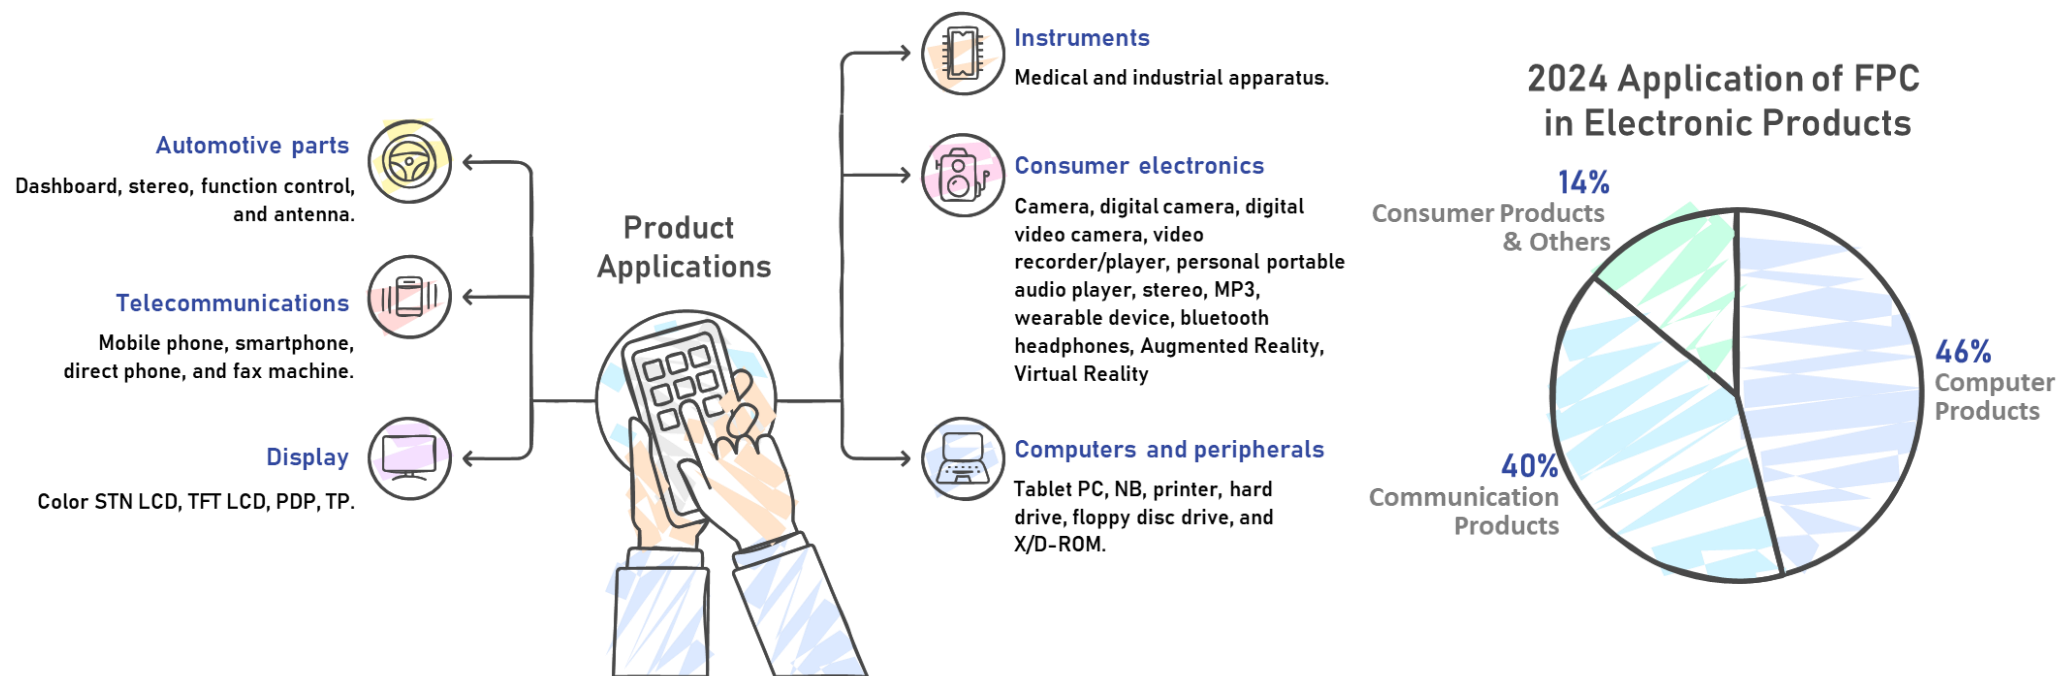 Product
Applications
Automotive parts
Dashboard, stereo, function control,
and antenna.
Telecommunications
Mobile phone, smartphone,
direct phone, and fax machine.
Display
Color STN LCD, TFT LCD, PDP, TP.
Instruments
Medical and industrial apparatus.
Consumer electronics
Camera, digital camera, digital
video camera, video
recorder/player, personal portable
audio player, stereo, MP3,
wearable device, bluetooth
headphones, Augmented Reality,
Virtual Reality
Computers and peripherals
Tablet PC, NB, printer, hard
drive, floppy disc drive, and
X/D-ROM.
2024 Application of FPC
in Electronic Products
14%
Consumer Products
& Others
46%
Computer
Products
40%
Communication
Products